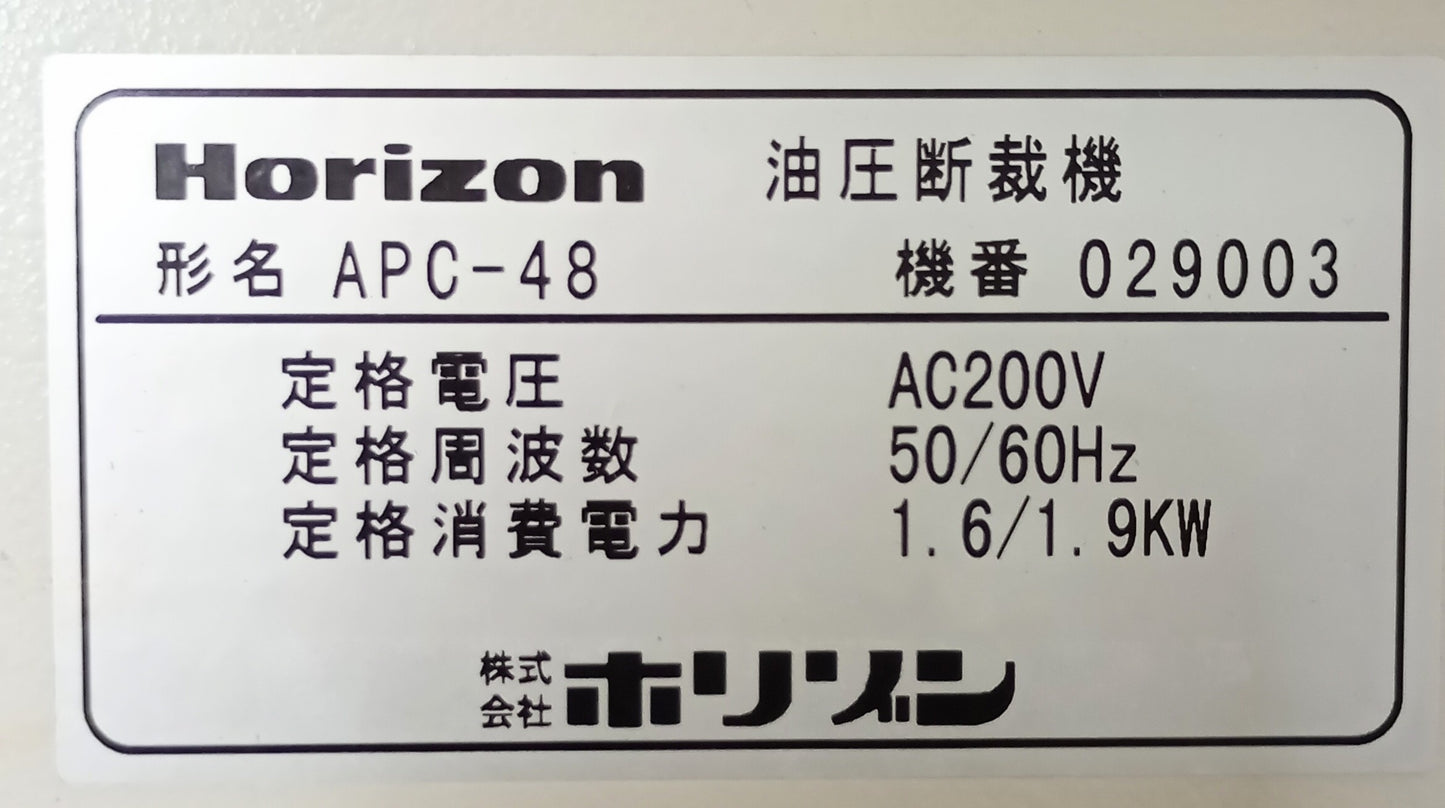 Horizon 油圧断裁機
形名 APC-48 機番 029003
定格電圧 AC200V
定格周波数 50/60Hz
定格消費電力 1.6/1.9KW
株式会社ホリゾン